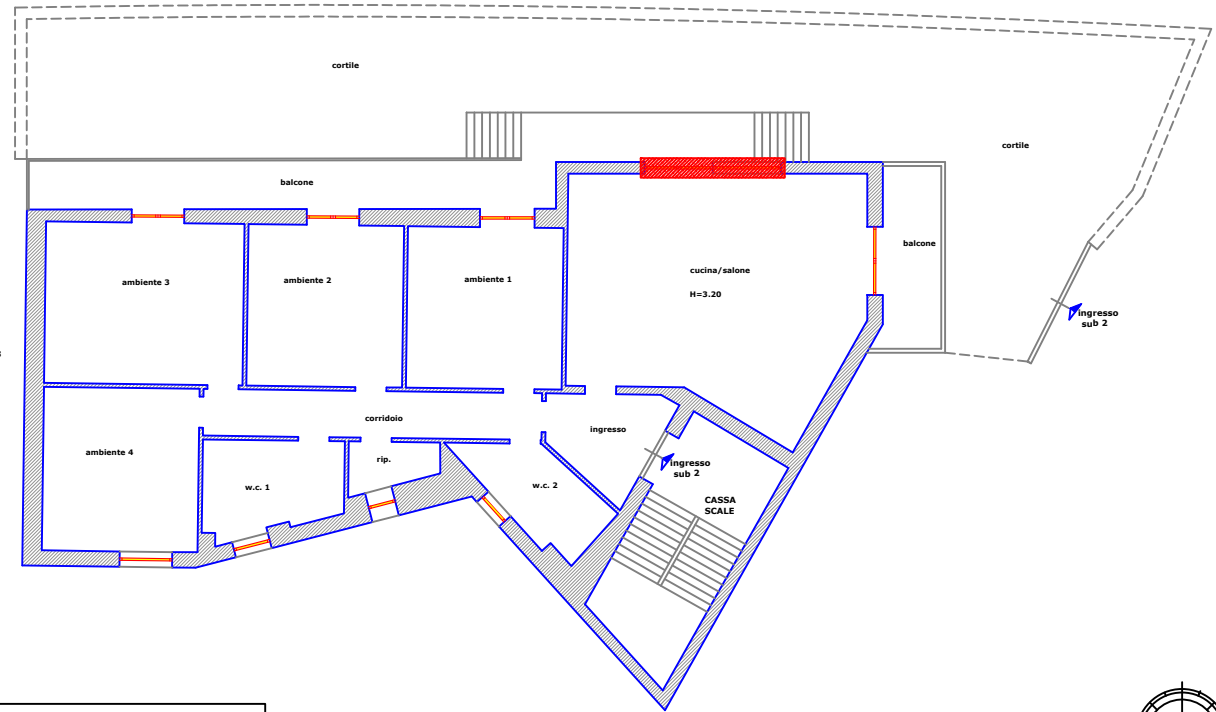 cortile
cortile
balcone
balcone
ambiente 3
ambiente 2
ambiente 1
cucina/salone
H=3.20
ingresso
sub 2
corridoio
ingresso
ambiente 4
rip.
ingresso
sub 2
w.c. 1
w.c. 2
CASSA
SCALE